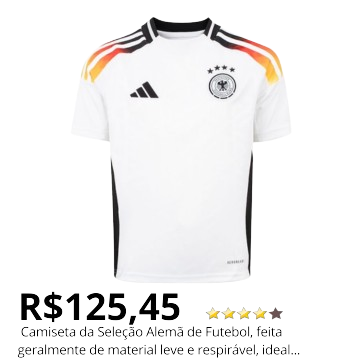 R$125,45
Camiseta da Seleção Alemã de Futebol, feita
geralmente de material leve e respirável, ideal...